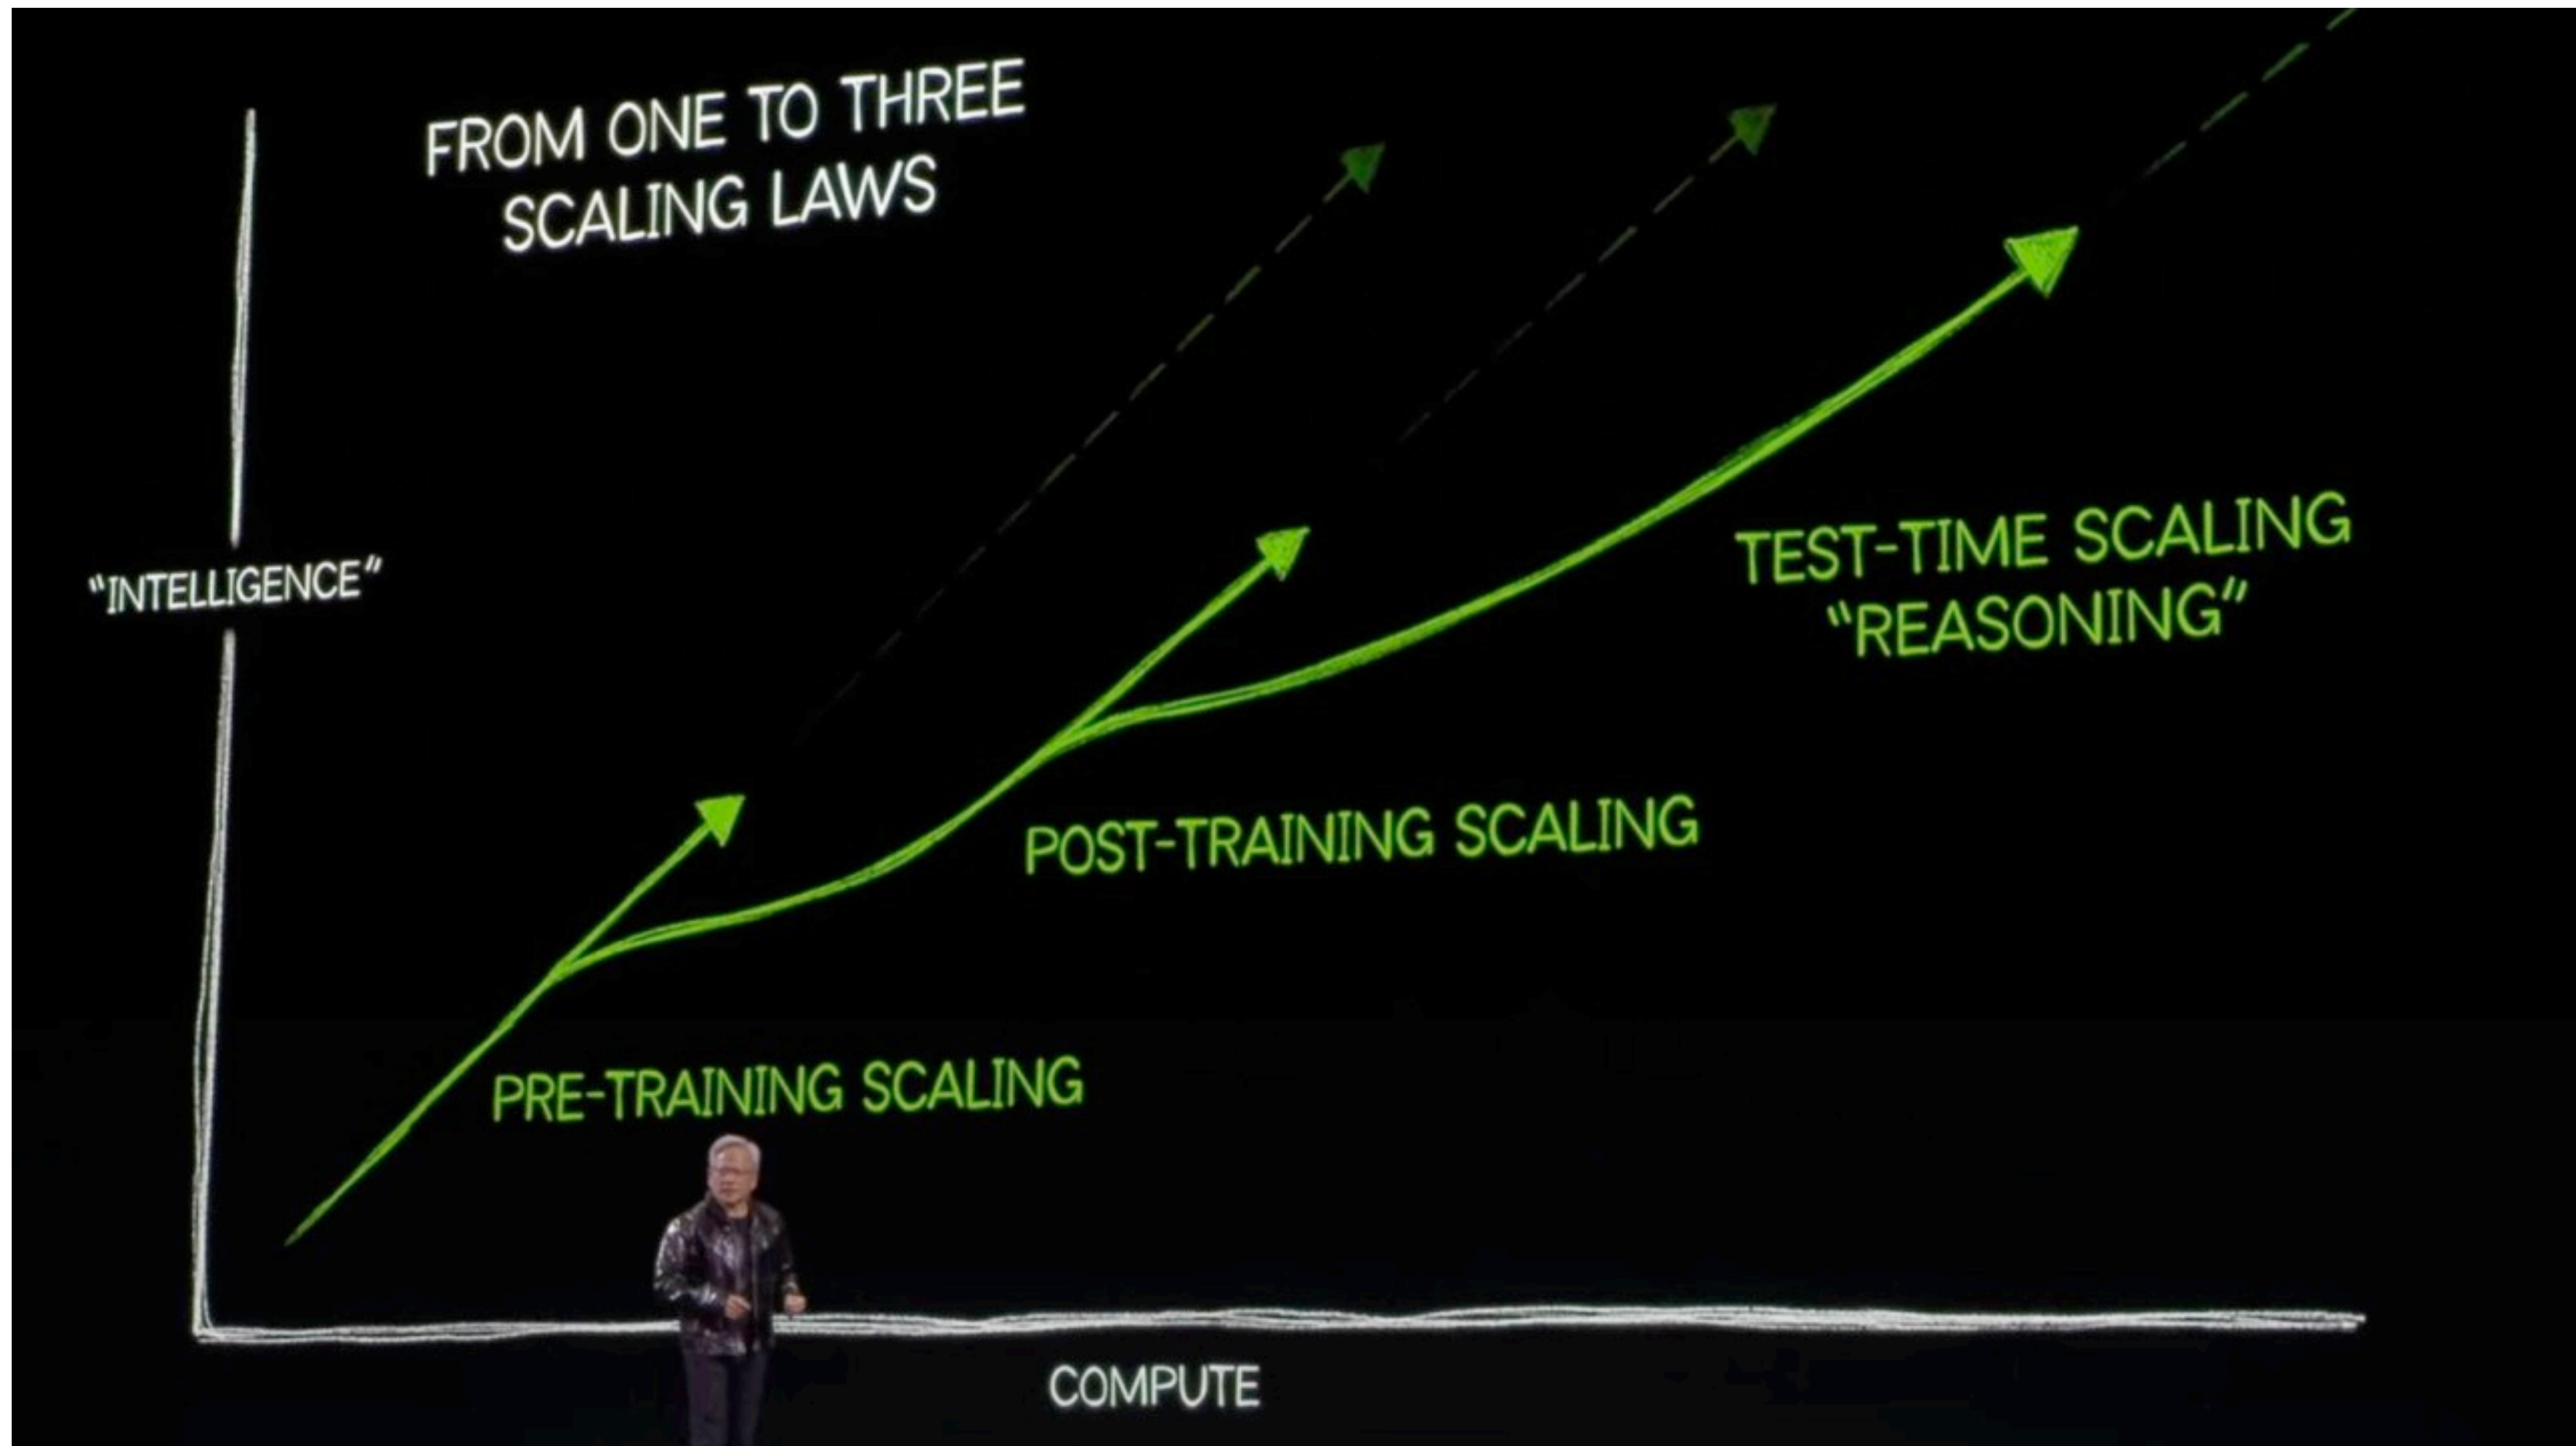 FROM ONE TO THREE
SCALING LAWS
"INTELLIGENCE"
TEST-TIME SCALING
"REASONING"
POST-TRAINING SCALING
PRE-TRAINING SCALING
COMPUTE